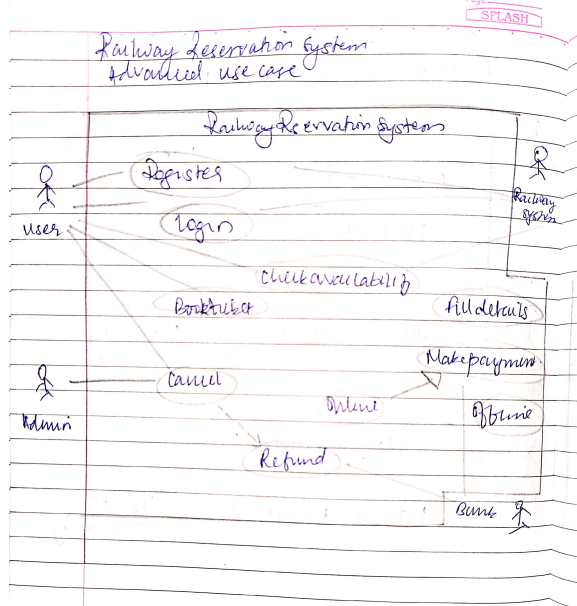 SPLASH
Railway Reservation System
Advanced use case
Railway Reservation System
Register
Railway
System
Login
User
Check availability
Book ticket
Fill details
Make payment
Cancel
Online
Offline
Admin
Refund
Bank